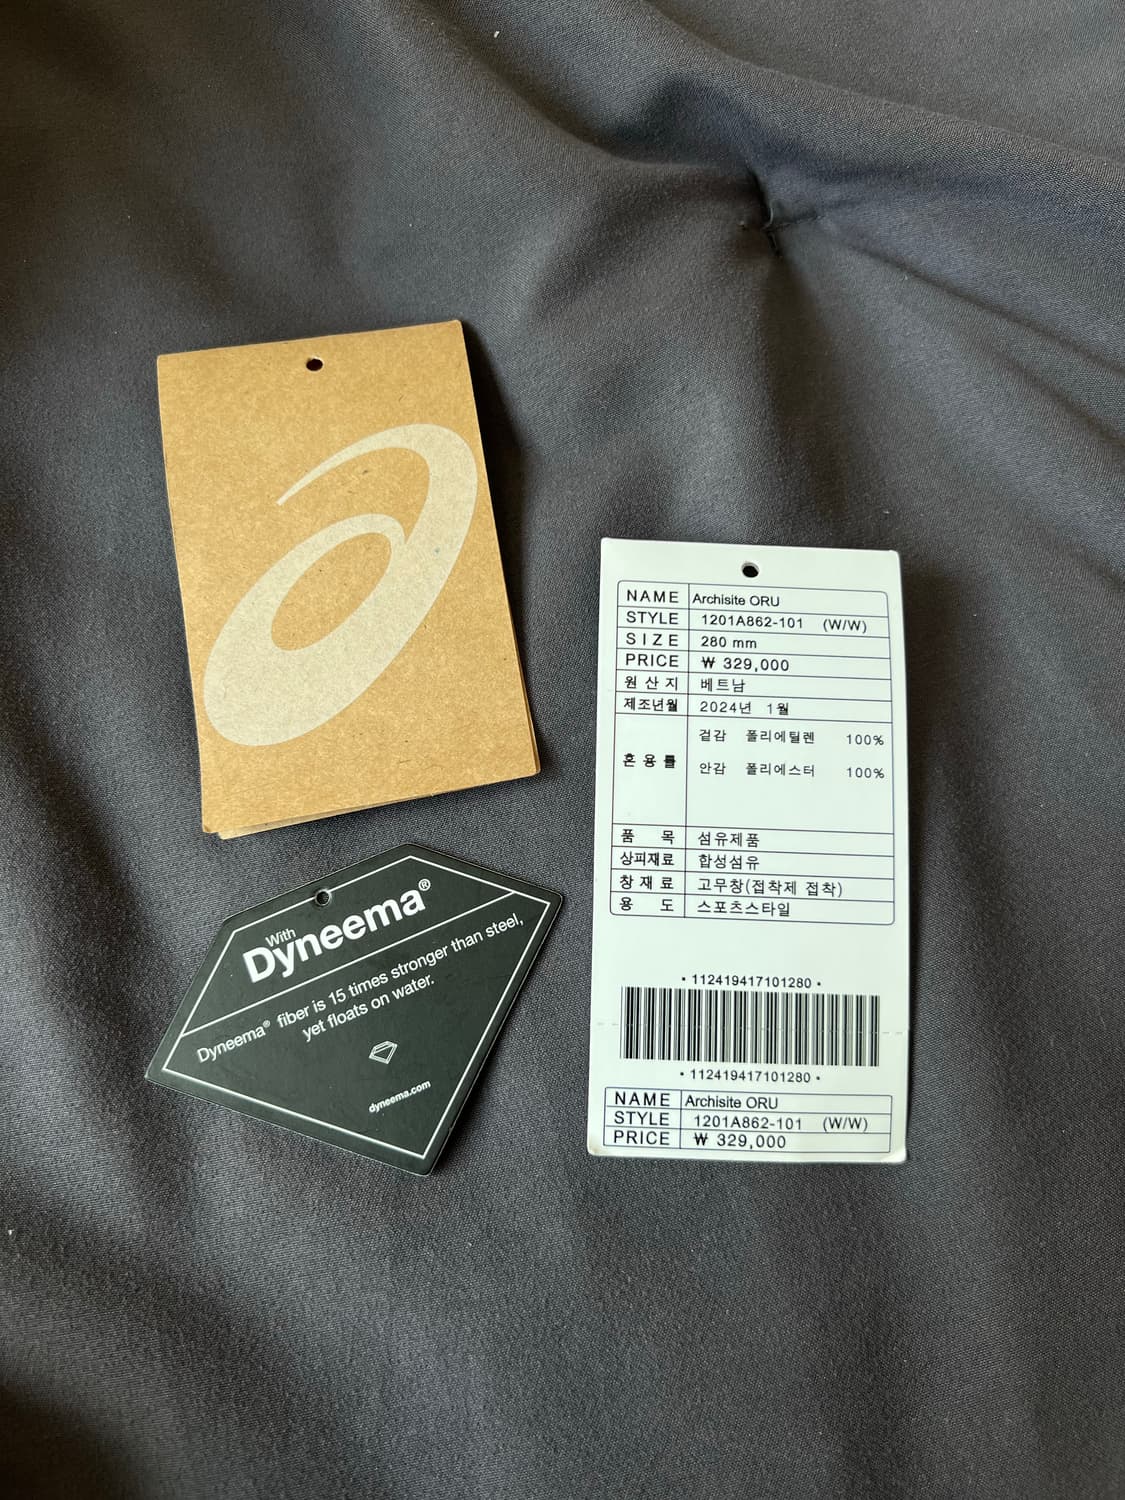 With
Dyneema®
Dyneema® fiber is 15 times stronger than steel,
yet floats on water.
dyneema.com
NAME Archisite ORU
STYLE 1201A862-101 (W/W)
SIZE 280 mm
PRICE ₩ 329,000
원산지 베트남
제조년월 2024년 1월
혼용률 겉감 폴리에틸렌 100%
안감 폴리에스터 100%
품 목 섬유제품
상피재료 합성섬유
창재료 고무창(접착제 접착)
용 도 스포츠스타일
• 112419417101280 •
• 112419417101280 •
NAME Archisite ORU
STYLE 1201A862-101 (W/W)
PRICE ₩ 329,000